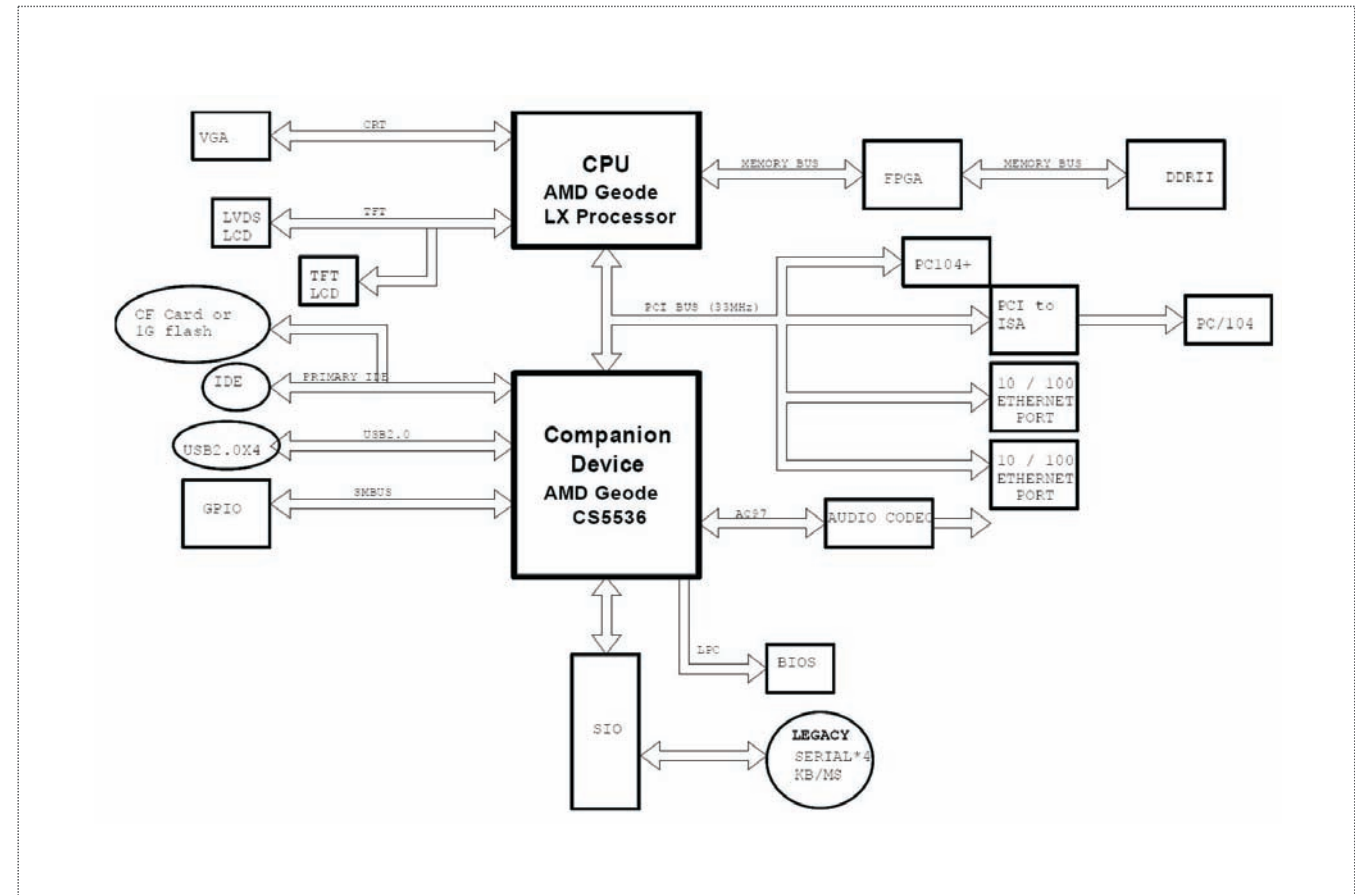 VGA
CRT
CPU
AMD Geode
LX Processor
MEMORY BUS
FPGA
MEMORY BUS
DDRII
LVDS
LCD
TFT
TFT
LCD
PC104+
CF Card or
1G flash
PCI BUS (33MHz)
PCI to
ISA
PC/104
IDE
PRIMARY IDE
10 / 100
ETHERNET
PORT
USB2.0X4
USB2.0
Companion
Device
AMD Geode
CS5536
10 / 100
ETHERNET
PORT
GPIO
SMBUS
AC97
AUDIO CODEC
LPC
BIOS
SIO
LEGACY
SERIAL*4
KB/MS